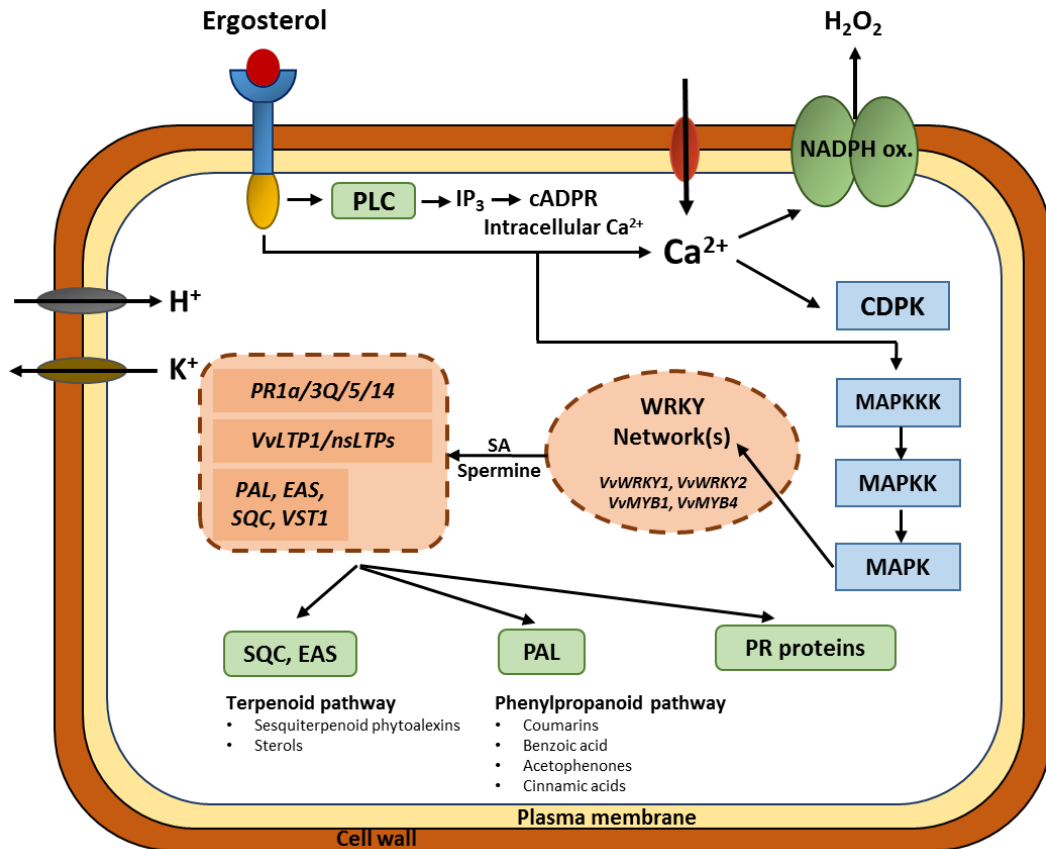 Ergosterol
H₂O₂
NADPH ox.
PLC
IP₃
cADPR
Intracellular Ca²⁺
Ca²⁺
H⁺
CDPK
K⁺
PR1a/3Q/5/14
WRKY
Network(s)
MAPKKK
VvLTP1/nsLTPs
SA
Spermine
VvWRKY1, VvWRKY2
VvMYB1, VvMYB4
MAPKK
PAL, EAS,
SQC, VST1
MAPK
SQC, EAS
PAL
PR proteins
Terpenoid pathway
• Sesquiterpenoid phytoalexins
• Sterols
Phenylpropanoid pathway
• Coumarins
• Benzoic acid
• Acetophenones
• Cinnamic acids
Plasma membrane
Cell wall